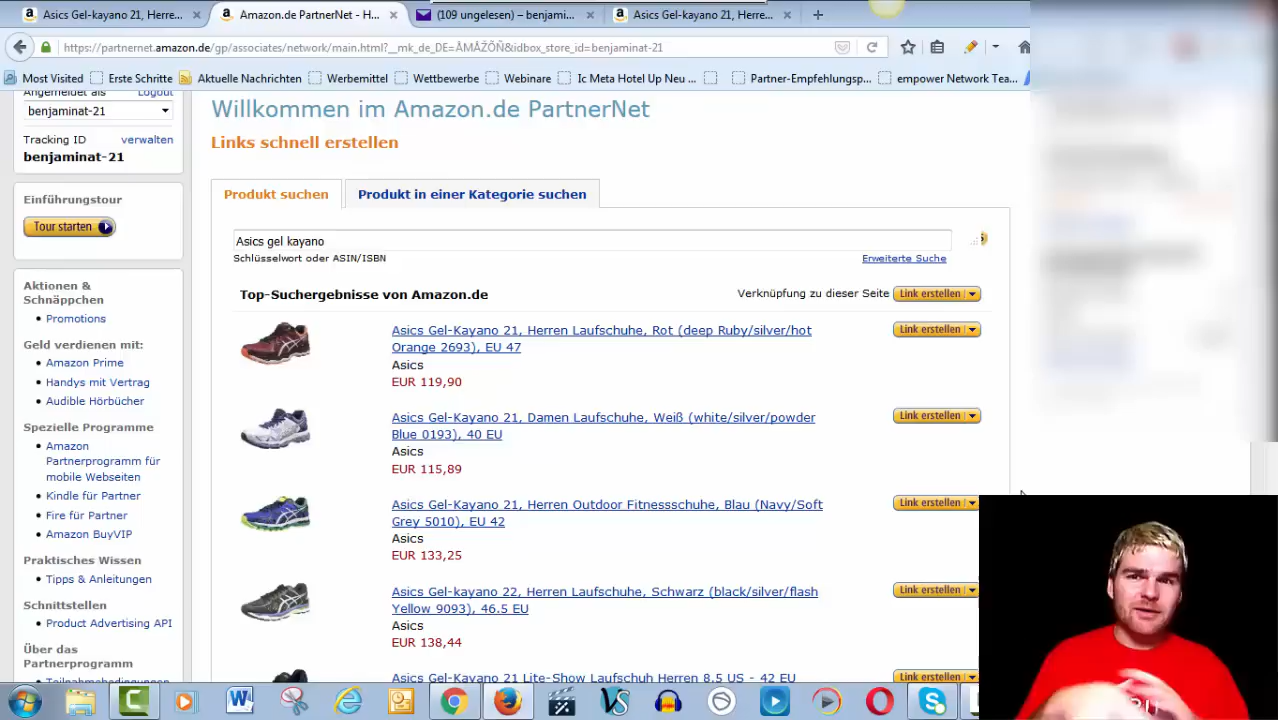 Asics Gel-kayano 21, Herre...
Asics PartnerNet - H...
(109 ungelesen) – benjami...
Asics Gel-kayano 21, Herre...
https://partnernet.amazon.de/gp/associates/network/main.html?__mk_de_DE=ÅMÅŽÕÑ&idbox_store_id=benjaminat-21
Most Visited
Erste Schritte
Aktuelle Nachrichten
Werbemittel
Wettbewerbe
Webinare
Ic Meta Hotel Up Neu ...
Partner-Empfehlungsp...
empower Network Tea...
Angemeldet als Logout
benjaminat-21
Tracking ID verwalten
benjaminat-21
Einführungstour
Tour starten
Aktionen &
Schnäppchen
Promotions
Geld verdienen mit:
Amazon Prime
Handys mit Vertrag
Audible Hörbücher
Spezielle Programme
Amazon
Partnerprogramm für
mobile Webseiten
Kindle für Partner
Fire für Partner
Amazon BuyVIP
Praktisches Wissen
Tipps & Anleitungen
Schnittstellen
Product Advertising API
Über das
Partnerprogramm
Teilnahmebedingungen
Willkommen im Amazon.de PartnerNet
Links schnell erstellen
Produkt suchen
Produkt in einer Kategorie suchen
Asics gel kayano
Schlüsselwort oder ASIN/ISBN
Erweiterte Suche
Top-Suchergebnisse von Amazon.de
Verknüpfung zu dieser Seite Link erstellen
Asics Gel-Kayano 21, Herren Laufschuhe, Rot (deep Ruby/silver/hot
Orange 2693), EU 47
Asics
EUR 119,90
Link erstellen
Asics Gel-Kayano 21, Damen Laufschuhe, Weiß (white/silver/powder
Blue 0193), 40 EU
Asics
EUR 115,89
Link erstellen
Asics Gel-Kayano 21, Herren Outdoor Fitnessschuhe, Blau (Navy/Soft
Grey 5010), EU 42
Asics
EUR 133,25
Link erstellen
Asics Gel-kayano 22, Herren Laufschuhe, Schwarz (black/silver/flash
Yellow 9093), 46.5 EU
Asics
EUR 138,44
Link erstellen
Asics Gel-Kayano 21 Lite-Show Laufschuh Herren 8.5 US - 42 EU
Link erstellen